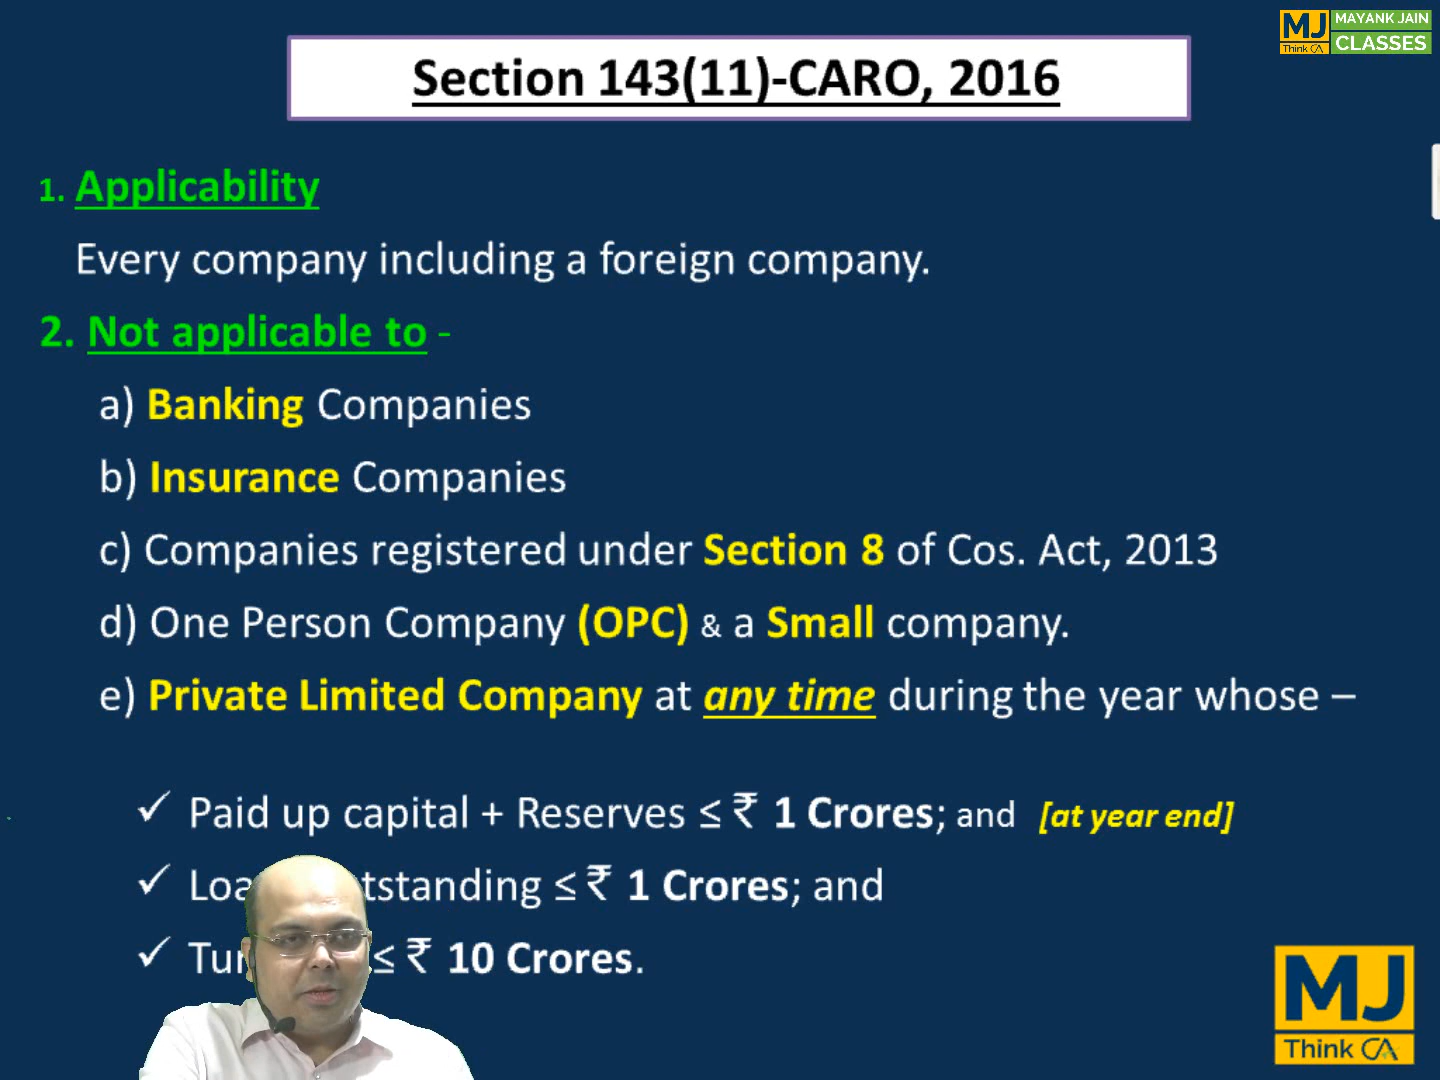 MJ MAYANK JAIN
Think CA CLASSES
Section 143(11)-CARO, 2016
1. Applicability
Every company including a foreign company.
2. Not applicable to -
a) Banking Companies
b) Insurance Companies
c) Companies registered under Section 8 of Cos. Act, 2013
d) One Person Company (OPC) & a Small company.
e) Private Limited Company at any time during the year whose –
✓ Paid up capital + Reserves ≤ ₹ 1 Crores; and [at year end]
✓ ≤ ₹ 1 Crores; and
✓ ≤ ₹ 10 Crores.
MJ
Think CA